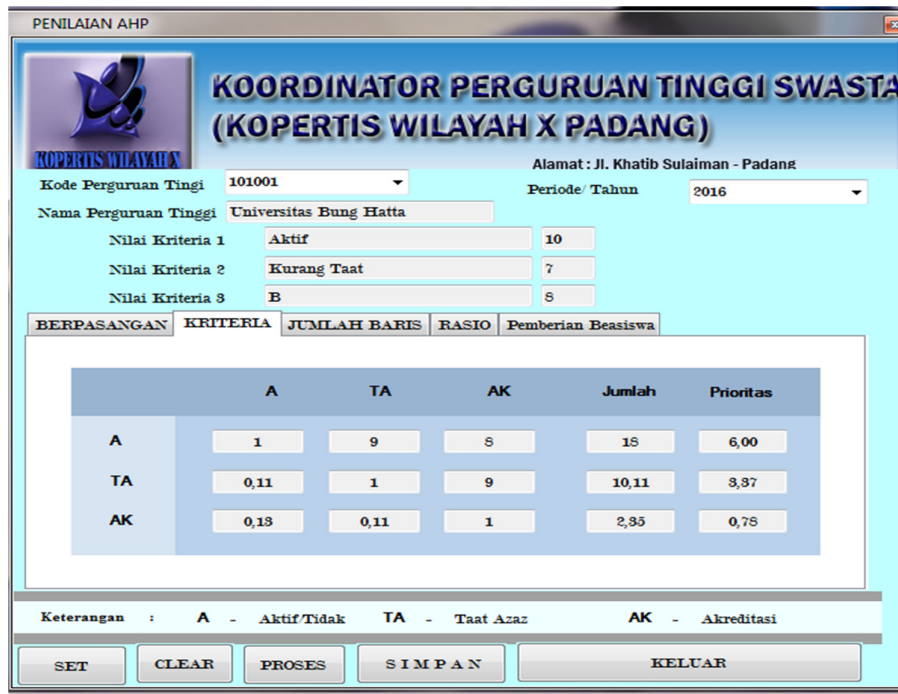 PENILAIAN AHP
KOORDINATOR PERGURUAN TINGGI SWASTA
(KOPERTIS WILAYAH X PADANG)
KOPERTIS WILAYAH X
Alamat : Jl. Khatib Sulaiman - Padang
Kode Perguruan Tingi 101001 Periode/ Tahun 2016
Nama Perguruan Tinggi Universitas Bung Hatta
Nilai Kriteria 1 Aktif 10
Nilai Kriteria 2 Kurang Taat 7
Nilai Kriteria 3 B 8
BERPASANGAN KRITERIA JUMLAH BARIS RASIO Pemberian Beasiswa
A TA AK Jumlah Prioritas
A 1 9 8 18 6,00
TA 0,11 1 9 10,11 3,37
AK 0,13 0,11 1 2,35 0,78
Keterangan : A - Aktif/Tidak TA - Taat Azaz AK - Akreditasi
SET CLEAR PROSES SIMPAN KELUAR